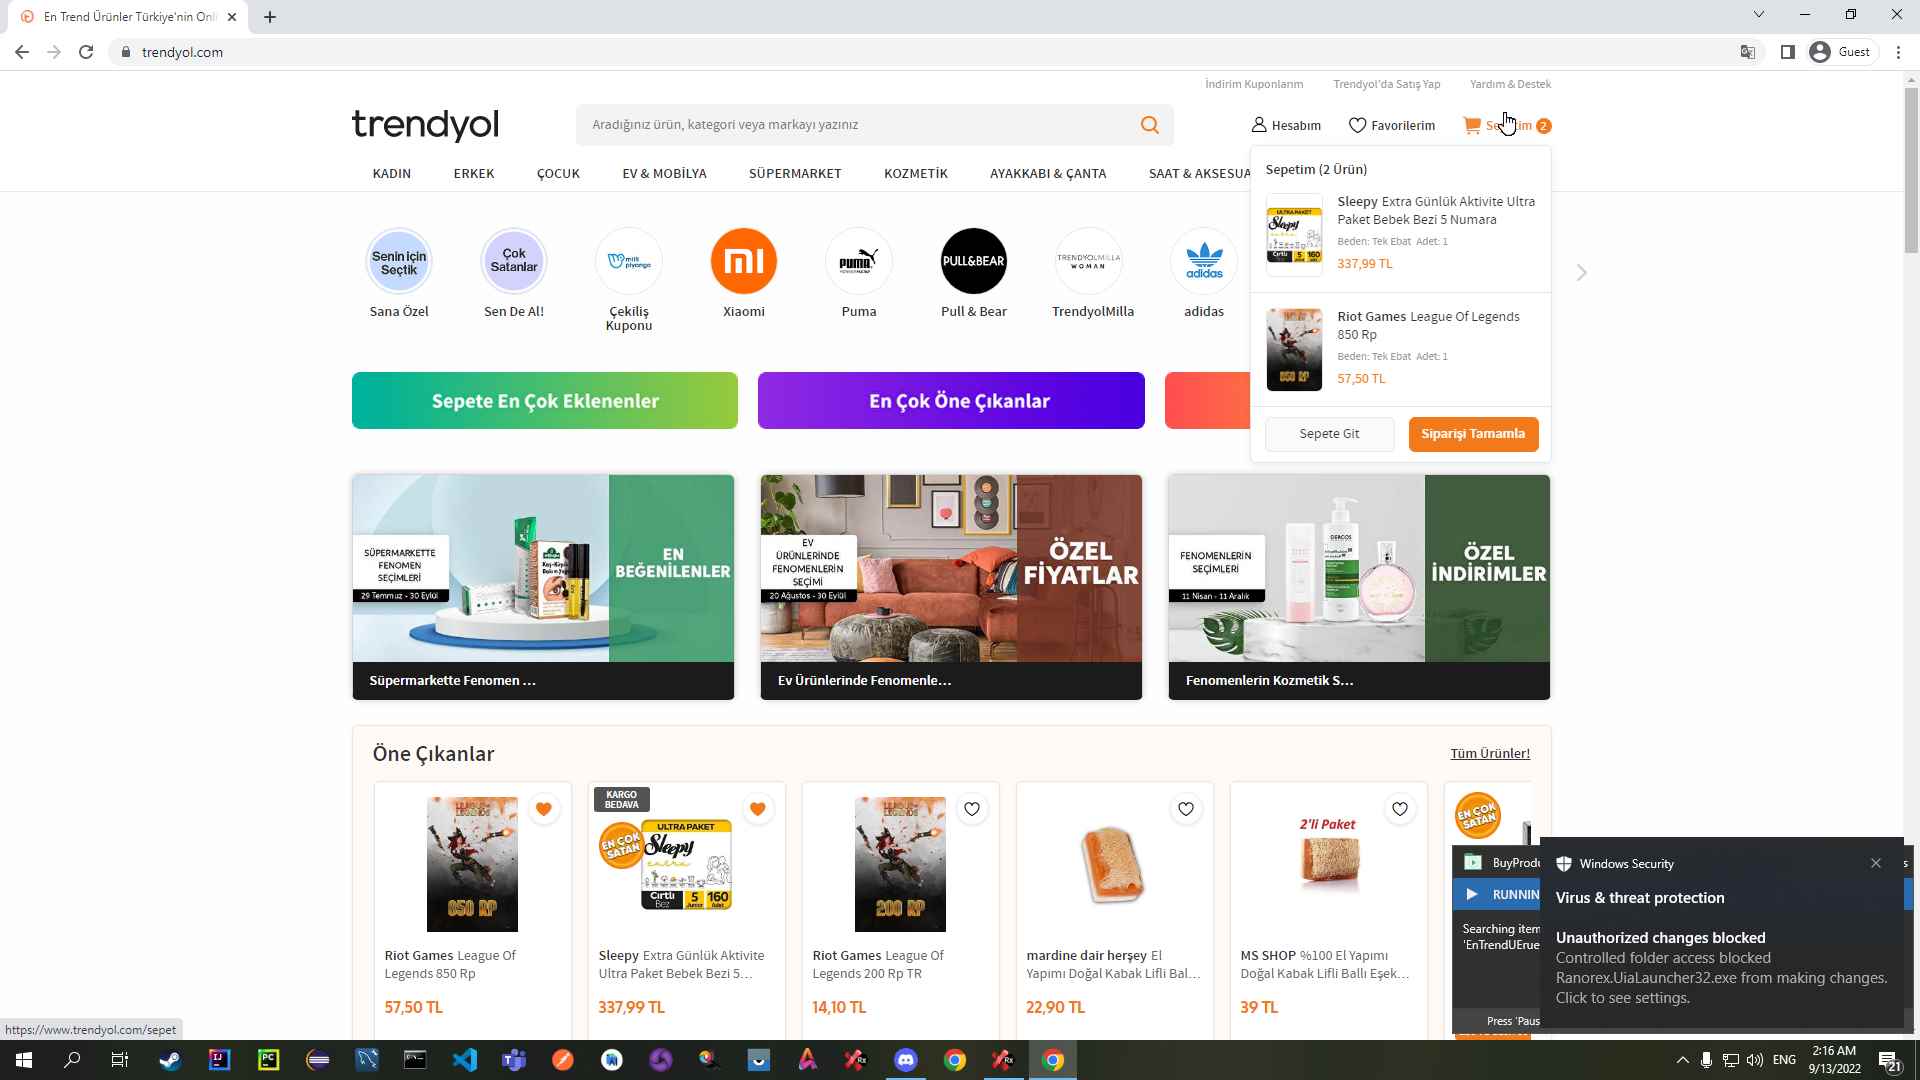 En Trend Ürünler Türkiye'nin Onl
trendyol.com
Guest
İndirim Kuponlarım
Trendyol'da Satış Yap
Yardım & Destek
trendyol
Aradığınız ürün, kategori veya markayı yazınız
Hesabım
Favorilerim
2
KADIN
ERKEK
ÇOCUK
EV & MOBİLYA
SÜPERMARKET
KOZMETİK
AYAKKABI & ÇANTA
SAAT & AKSESUA
Sepetim (2 Ürün)
Sleepy Extra Günlük Aktivite Ultra
Paket Bebek Bezi 5 Numara
Beden: Tek Ebat Adet: 1
337,99 TL
Riot Games League Of Legends
850 Rp
Beden: Tek Ebat Adet: 1
57,50 TL
Sepete Git
Siparişi Tamamla
Senin için
Seçtik
Çok
Satanlar
milli
piyango
mi
PUMA
PULL&BEAR
TRENDYOLMILLA
WOMAN
adidas
Sana Özel
Sen De Al!
Çekiliş
Kuponu
Xiaomi
Puma
Pull & Bear
TrendyolMilla
adidas
Sepete En Çok Eklenenler
En Çok Öne Çıkanlar
SÜPERMARKETTE
FENOMEN
SEÇİMLERİ
29 Temmuz - 30 Eylül
EN
BEĞENİLENLER
Süpermarkette Fenomen ...
EV
ÜRÜNLERİNDE
FENOMENLERİN
SEÇİMİ
20 Ağustos - 30 Eylül
ÖZEL
FİYATLAR
Ev Ürünlerinde Fenomenle...
FENOMENLERİN
SEÇİMLERİ
11 Nisan - 11 Aralık
DERCOS
ÖZEL
İNDİRİMLER
Fenomenlerin Kozmetik S...
Öne Çıkanlar
Tüm Ürünler!
850 RP
Riot Games League Of
Legends 850 Rp
57,50 TL
KARGO
BEDAVA
EN ÇOK
SATAN
ULTRA PAKET
Sleepy
extra
Cırtlı
Bez
5
160
Sleepy Extra Günlük Aktivite
Ultra Paket Bebek Bezi 5...
337,99 TL
200 RP
Riot Games League Of
Legends 200 Rp TR
14,10 TL
mardine dair herşey El
Yapımı Doğal Kabak Lifli Bal...
22,90 TL
2'li Paket
MS SHOP %100 El Yapımı
Doğal Kabak Lifli Ballı Eşek...
39 TL
EN ÇOK
SATAN
BuyProdu
RUNNIN
Searching item
'EnTrendUErue
Press 'Paus
Windows Security
Virus & threat protection
Unauthorized changes blocked
Controlled folder access blocked
Ranorex.UiaLauncher32.exe from making changes.
Click to see settings.
https://www.trendyol.com/sepet
ENG
2:16 AM
9/13/2022
21